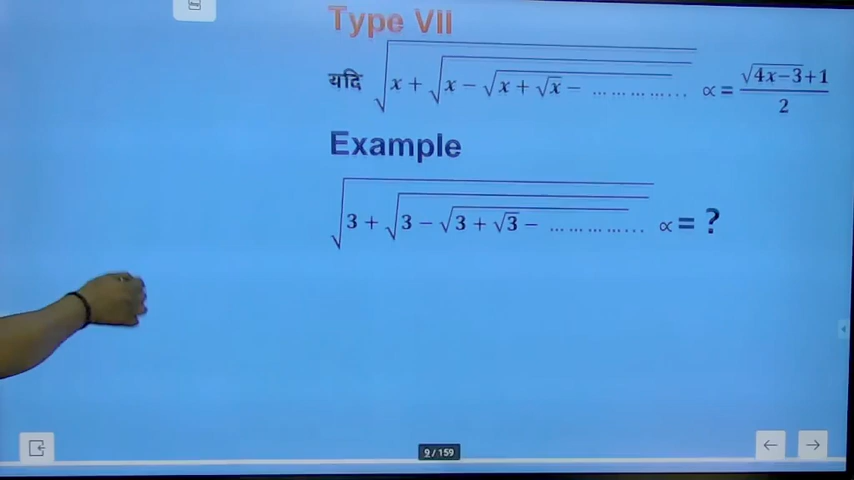 Type VII
यदि √(x + √(x − √(x + √x − ............... ∝ = (√(4x−3)+1)/2
Example
√(3 + √(3 − √(3 + √3 − ............... ∝ = ?
9 / 159